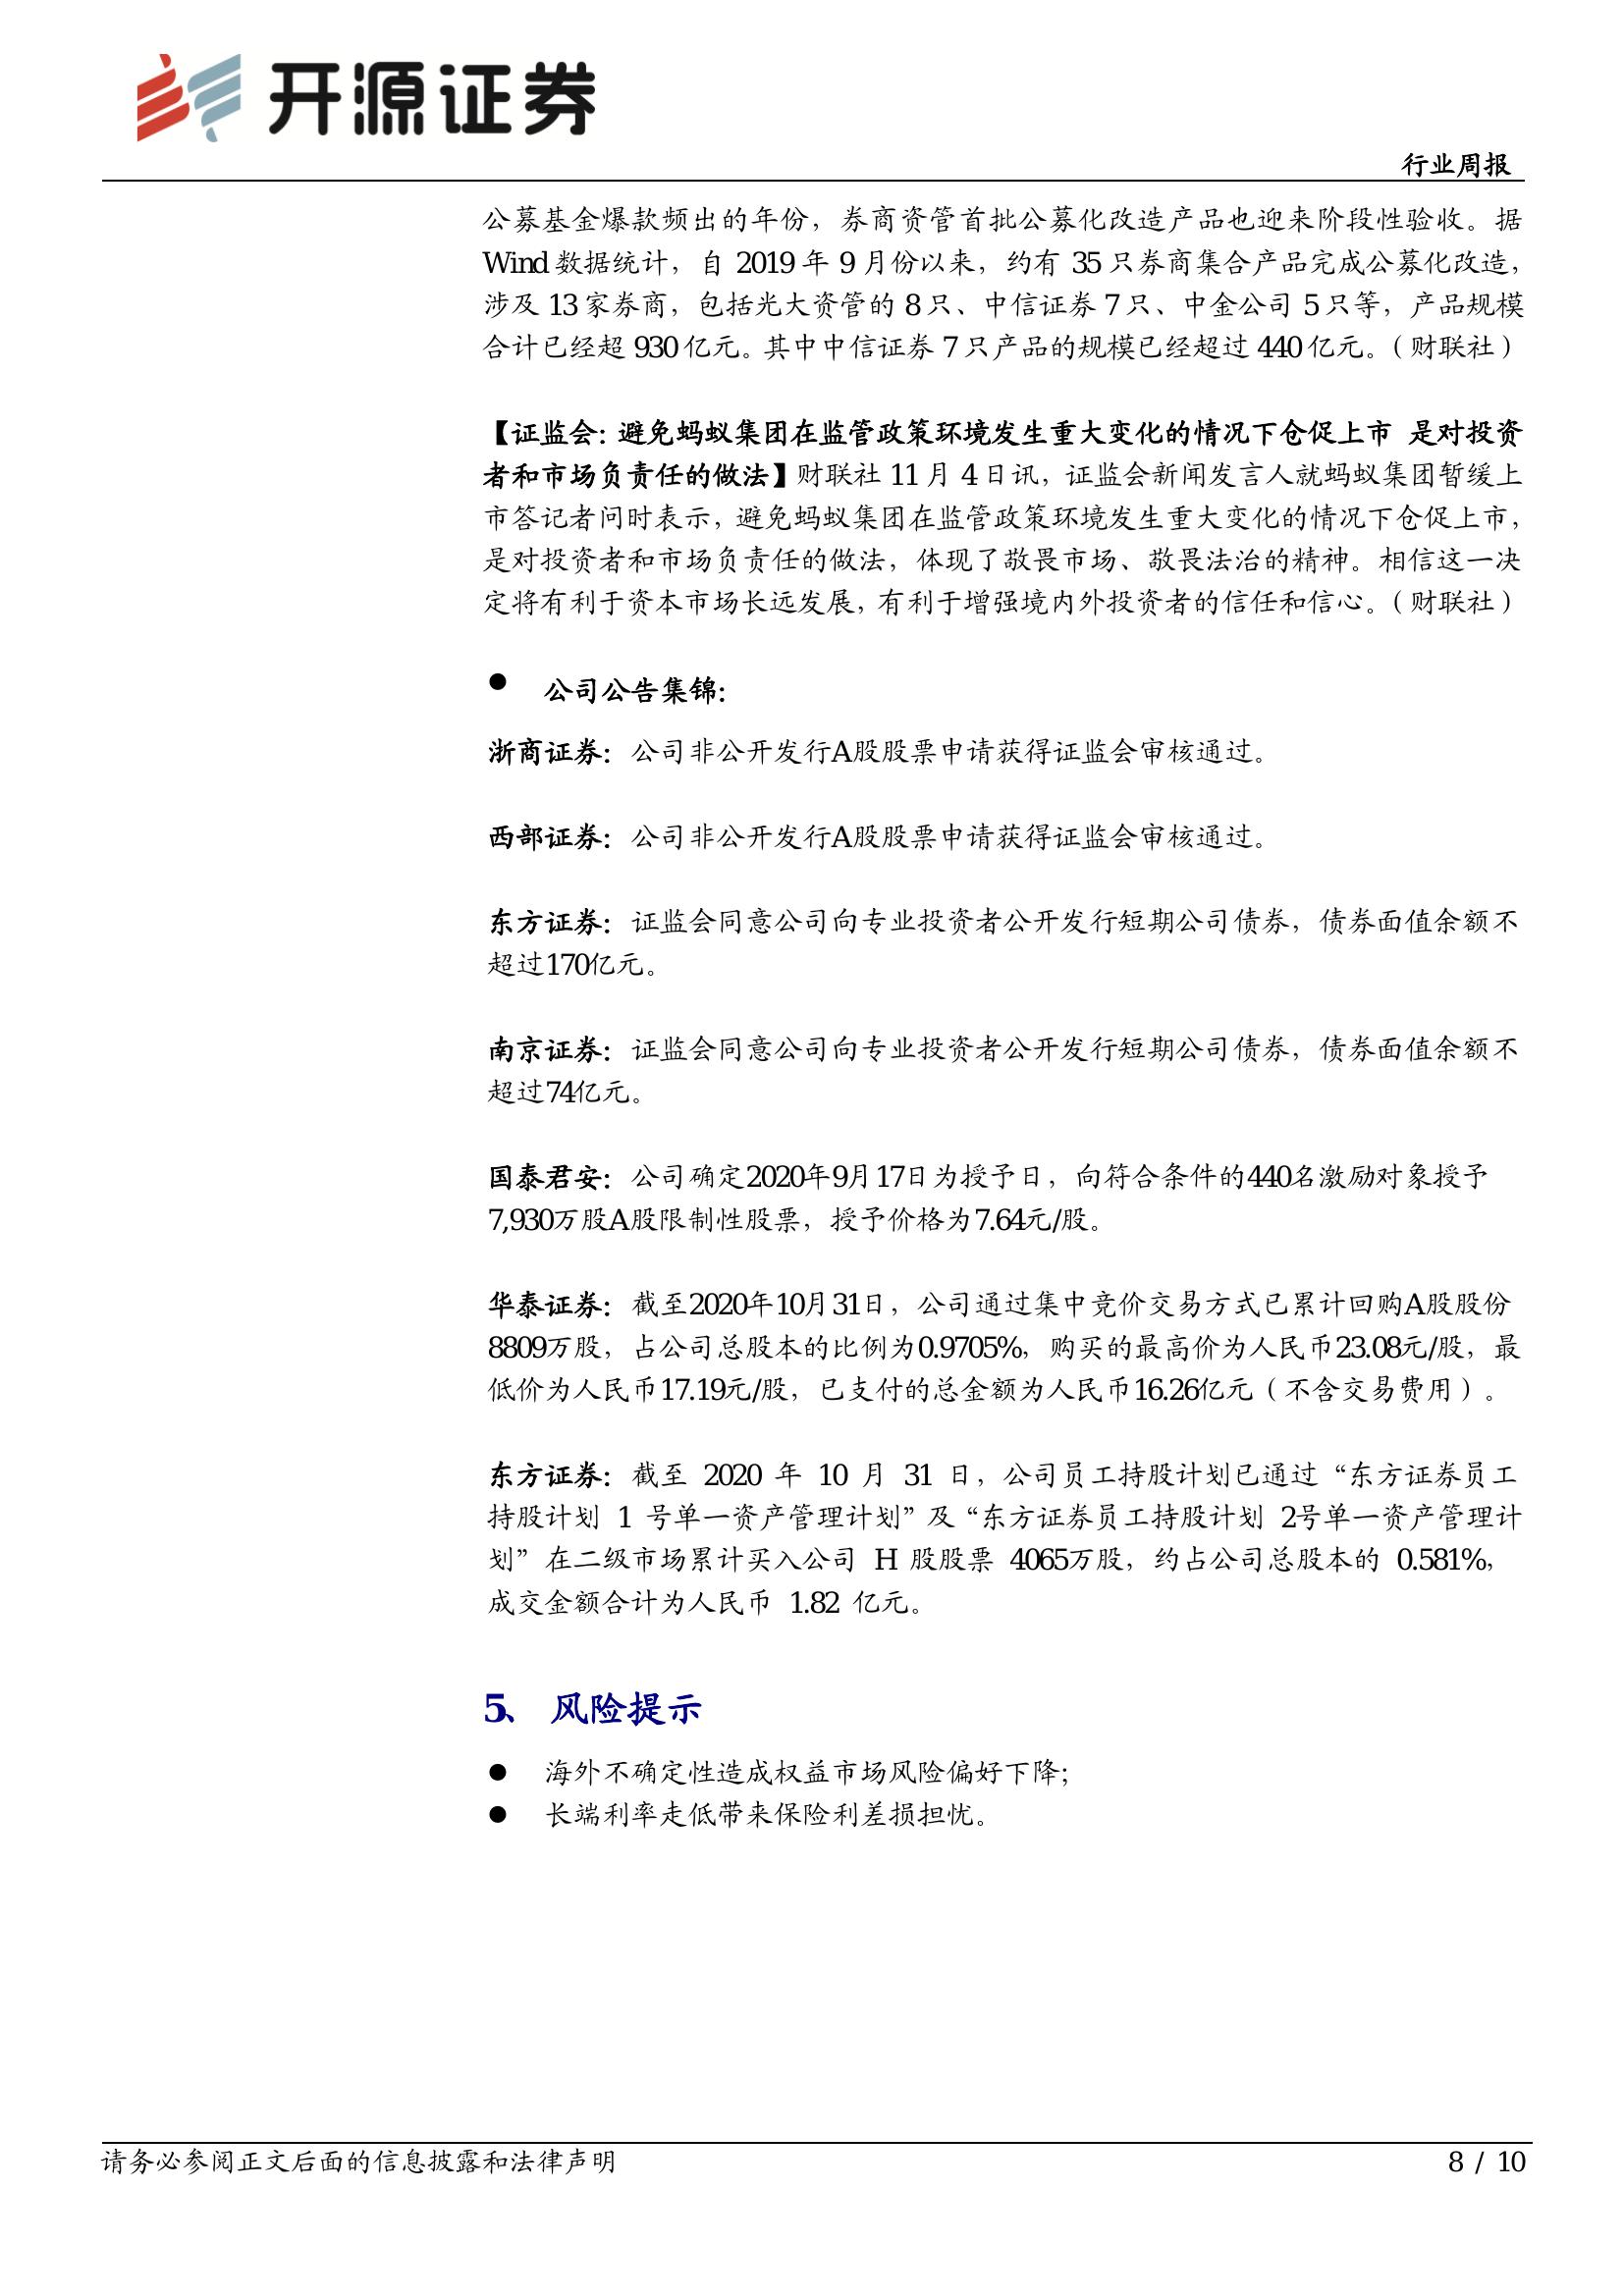 开源证券
行业周报
公募基金爆款频出的年份，券商资管首批公募化改造产品也迎来阶段性验收。据
Wind 数据统计，自 2019 年 9 月份以来，约有 35 只券商集合产品完成公募化改造，
涉及 13 家券商，包括光大资管的 8 只、中信证券 7 只、中金公司 5 只等，产品规模
合计已经超 930 亿元。其中中信证券 7 只产品的规模已经超过 440 亿元。（财联社）
【证监会：避免蚂蚁集团在监管政策环境发生重大变化的情况下仓促上市 是对投资
者和市场负责任的做法】财联社 11 月 4 日讯，证监会新闻发言人就蚂蚁集团暂缓上
市答记者问时表示，避免蚂蚁集团在监管政策环境发生重大变化的情况下仓促上市，
是对投资者和市场负责任的做法，体现了敬畏市场、敬畏法治的精神。相信这一决
定将有利于资本市场长远发展，有利于增强境内外投资者的信任和信心。（财联社）
● 公司公告集锦：
浙商证券：公司非公开发行A股股票申请获得证监会审核通过。
西部证券：公司非公开发行A股股票申请获得证监会审核通过。
东方证券：证监会同意公司向专业投资者公开发行短期公司债券，债券面值余额不
超过170亿元。
南京证券：证监会同意公司向专业投资者公开发行短期公司债券，债券面值余额不
超过74亿元。
国泰君安：公司确定2020年9月17日为授予日，向符合条件的440名激励对象授予
7,930万股A股限制性股票，授予价格为7.64元/股。
华泰证券：截至2020年10月31日，公司通过集中竞价交易方式已累计回购A股股份
8809万股，占公司总股本的比例为0.9705%，购买的最高价为人民币23.08元/股，最
低价为人民币17.19元/股，已支付的总金额为人民币16.26亿元（不含交易费用）。
东方证券：截至 2020 年 10 月 31 日，公司员工持股计划已通过“东方证券员工
持股计划 1 号单一资产管理计划”及“东方证券员工持股计划 2号单一资产管理计
划”在二级市场累计买入公司 H 股股票 4065万股，约占公司总股本的 0.581%，
成交金额合计为人民币 1.82 亿元。
5、 风险提示
● 海外不确定性造成权益市场风险偏好下降；
● 长端利率走低带来保险利差损担忧。
请务必参阅正文后面的信息披露和法律声明
8 / 10